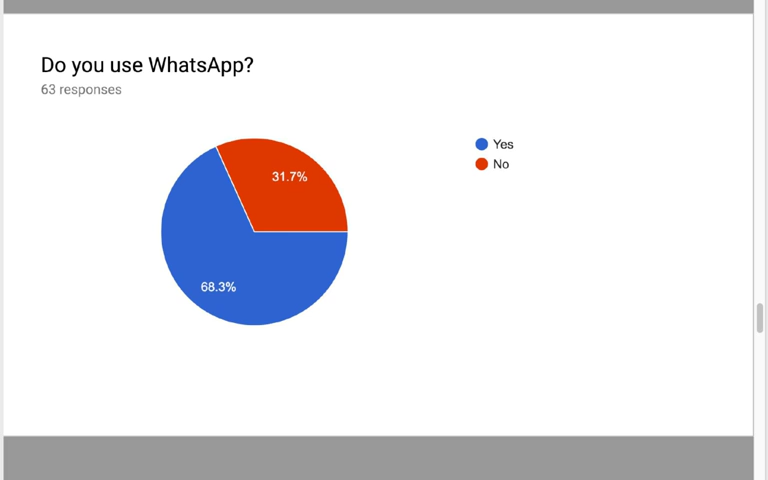 Do you use WhatsApp?
63 responses
Yes
No
31.7%
68.3%